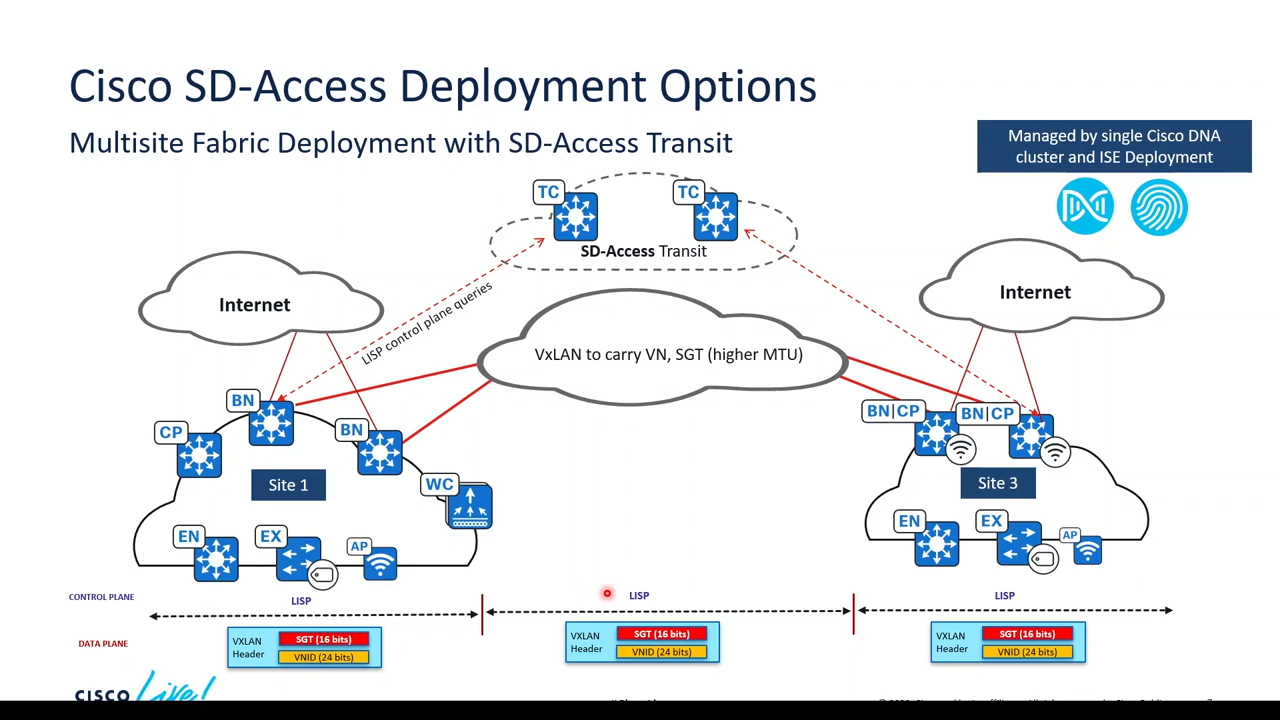 Cisco SD-Access Deployment Options
Multisite Fabric Deployment with SD-Access Transit
Managed by single Cisco DNA
cluster and ISE Deployment
TC
TC
SD-Access Transit
Internet
Internet
LISP control plane queries
VxLAN to carry VN, SGT (higher MTU)
BN
CP
BN
BN|CP
BN|CP
Site 1
WC
Site 3
EN
EX
AP
EN
EX
AP
CONTROL PLANE
LISP
LISP
LISP
DATA PLANE
VXLAN
Header
SGT (16 bits)
VNID (24 bits)
VXLAN
Header
SGT (16 bits)
VNID (24 bits)
VXLAN
Header
SGT (16 bits)
VNID (24 bits)
CISCO Live!